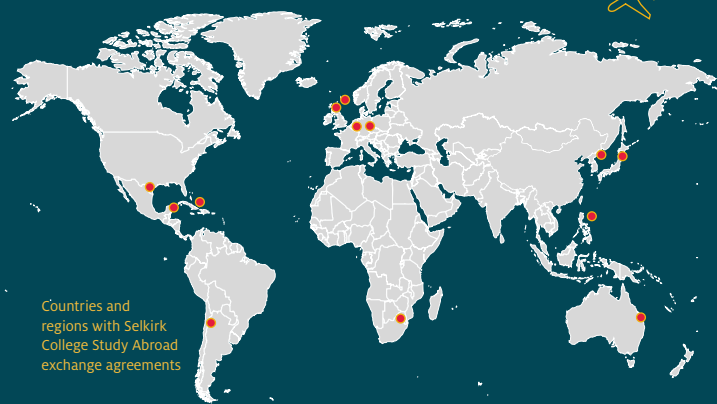 Countries and
regions with Selkirk
College Study Abroad
exchange agreements